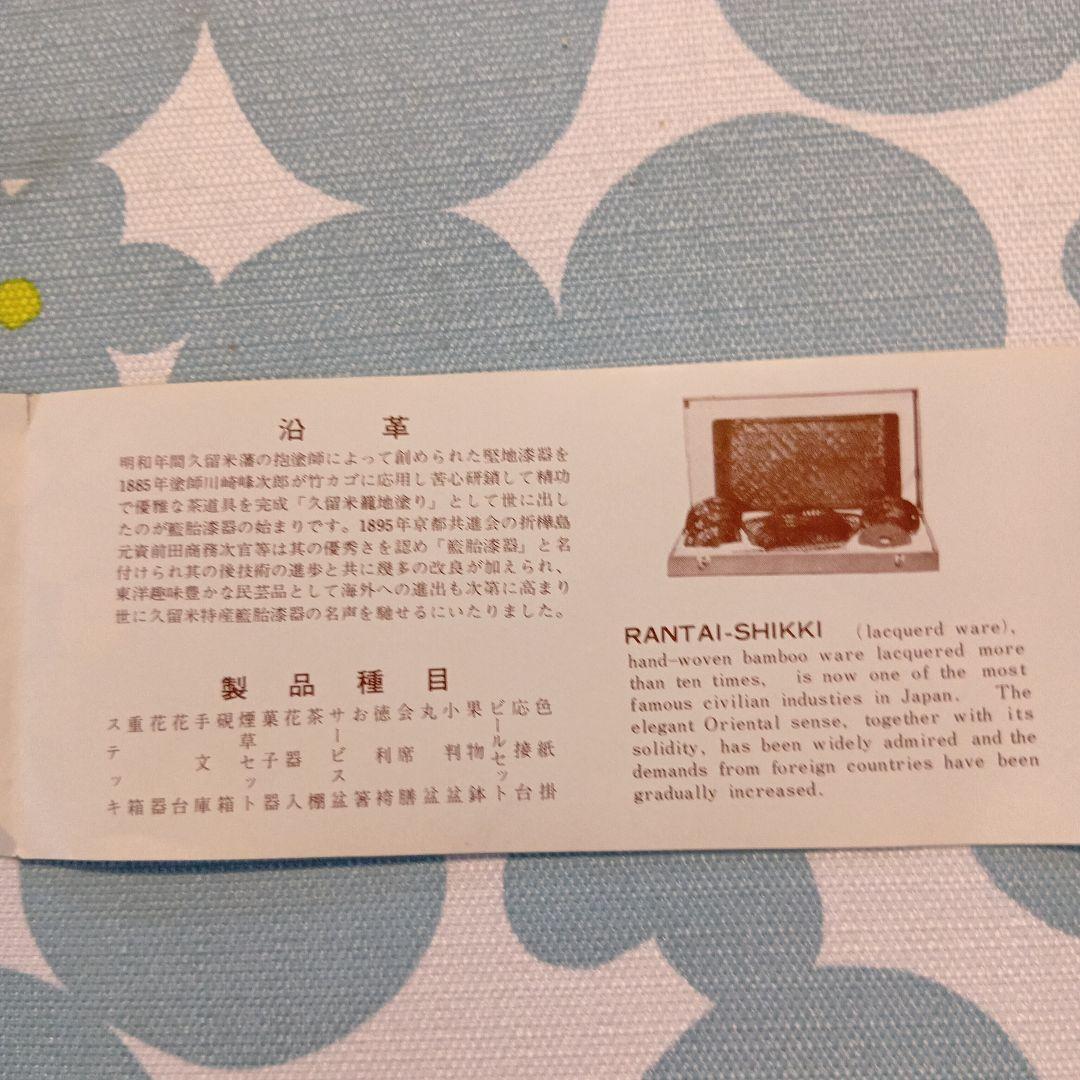 沿革
明和年間久留米藩の抱塗師によって創められた堅地漆器を
1885年塗師川崎峰次郎が竹カゴに応用し苦心研鎖して精功
で優雅な茶道具を完成「久留米籠地塗り」として世に出し
たのが籃胎漆器の始まりです。1895年京都共進会の折樺島
元資前田商務次官等は其の優秀さを認め「籃胎漆器」と名
付けられ其の後技術の進歩と共に幾多の改良が加えられ、
東洋趣味豊かな民芸品として海外への進出も次第に高まり
世に久留米特産籃胎漆器の名声を馳せるにいたりました。
製品種目
色紙掛
応接台
ビールセット
果物鉢
小判盆
丸盆
会席膳
徳利袴
お箸
サービス盆
茶棚
花器入
菓子器
煙草セット
硯箱
手文庫
花台
花器
重箱
ステッキ
RANTAI-SHIKKI (lacquerd ware),
hand-woven bamboo ware lacquered more
than ten times, is now one of the most
famous civilian industies in Japan. The
elegant Oriental sense, together with its
solidity, has been widely admired and the
demands from foreign countries have been
gradually increased.